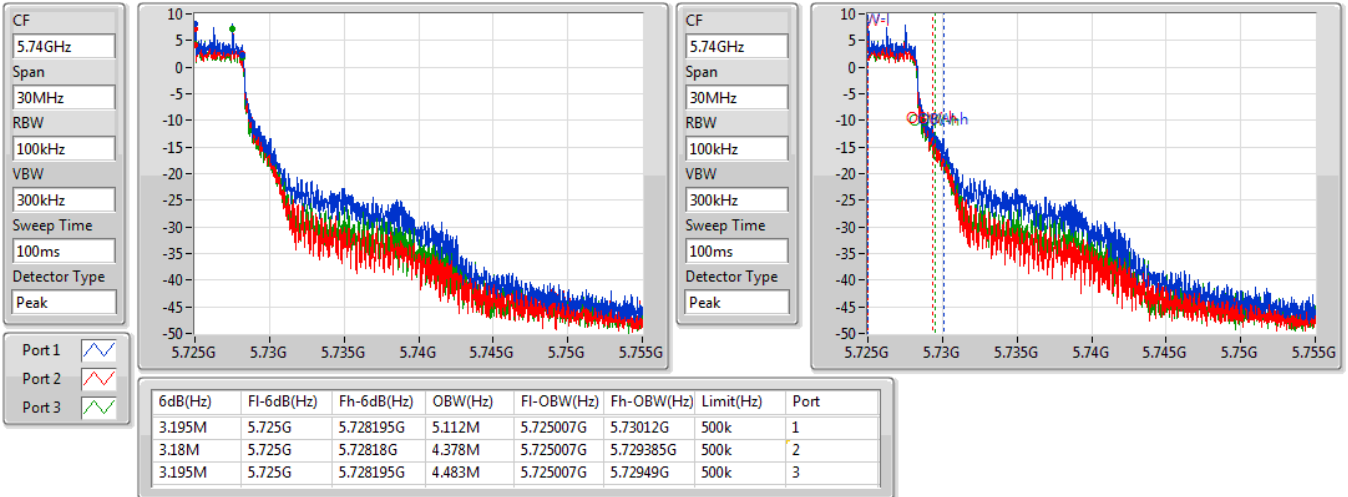 CF
5.74GHz
Span
30MHz
RBW
100kHz
VBW
300kHz
Sweep Time
100ms
Detector Type
Peak
10
5
0
-5
-10
-15
-20
-25
-30
-35
-40
-45
-50
5.725G 5.73G 5.735G 5.74G 5.745G 5.75G 5.755G
CF
5.74GHz
Span
30MHz
RBW
100kHz
VBW
300kHz
Sweep Time
100ms
Detector Type
Peak
10
5
0
-5
-10
-15
-20
-25
-30
-35
-40
-45
-50
5.725G 5.73G 5.735G 5.74G 5.745G 5.75G 5.755G
Port 1
Port 2
Port 3
6dB(Hz) Fl-6dB(Hz) Fh-6dB(Hz) OBW(Hz) Fl-OBW(Hz) Fh-OBW(Hz) Limit(Hz) Port
3.195M 5.725G 5.728195G 5.112M 5.725007G 5.73012G 500k 1
3.18M 5.725G 5.72818G 4.378M 5.725007G 5.729385G 500k 2
3.195M 5.725G 5.728195G 4.483M 5.725007G 5.72949G 500k 3